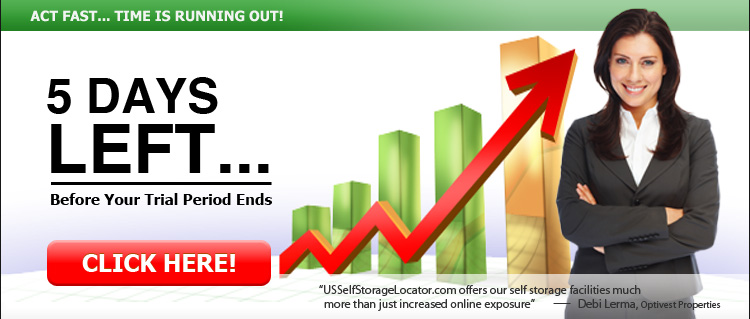 ACT FAST... TIME IS RUNNING OUT!
5 DAYS
LEFT...
Before Your Trial Period Ends
CLICK HERE!
“USSelfStorageLocator.com offers our self storage facilities much
more than just increased online exposure” — Debi Lerma, Optivest Properties